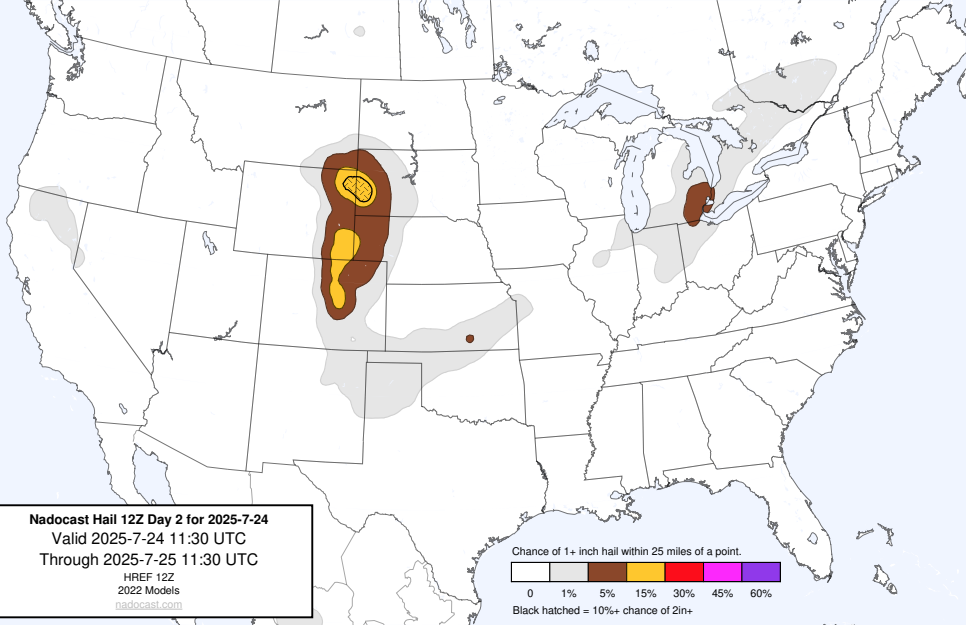 Nadocast Hail 12Z Day 2 for 2025-7-24
Valid 2025-7-24 11:30 UTC
Through 2025-7-25 11:30 UTC
HREF 12Z
2022 Models
nadocast.com
Chance of 1+ inch hail within 25 miles of a point.
0 1% 5% 15% 30% 45% 60%
Black hatched = 10%+ chance of 2in+